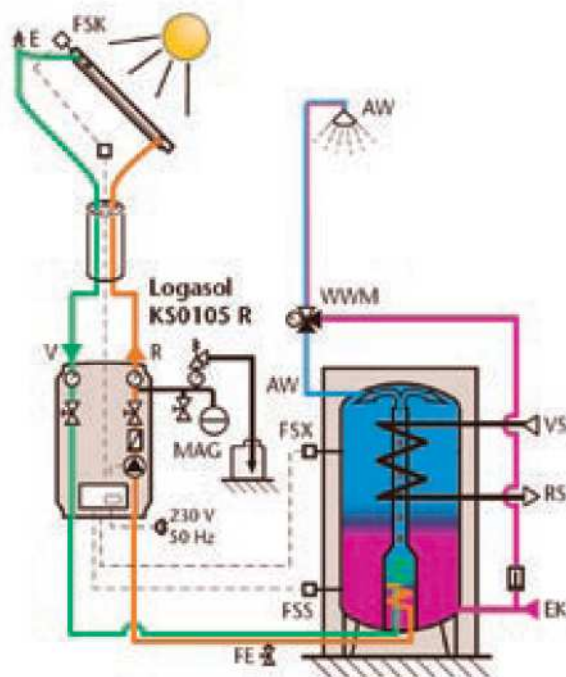 E
FSK
AW
Logasol
KS0105 R
WWM
V
R
AW
MAG
FSX
VS
RS
230 V
50 Hz
FSS
EK
FE